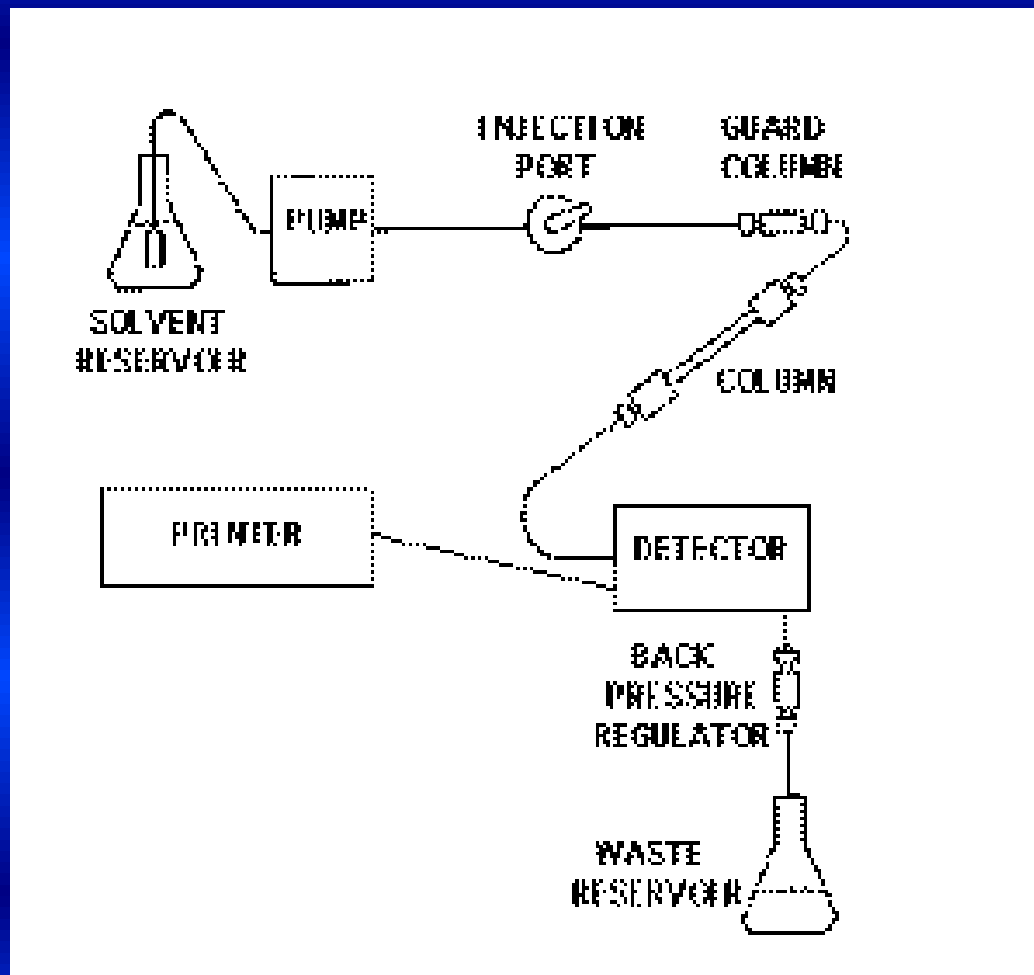 INJECTION
PORT
GUARD
COLUMN
PUMP
SOLVENT
RESERVOIR
COLUMN
PRINTER
DETECTOR
BACK
PRESSURE
REGULATOR
WASTE
RESERVOIR